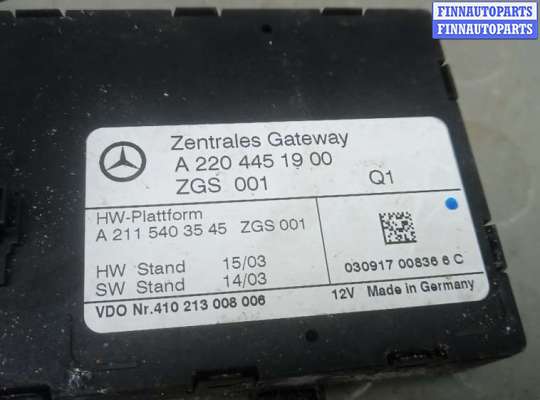 FINNAUTOPARTS
FINNAUTOPARTS
FINNAUTOPARTS
Zentrales Gateway
A 220 445 19 00
ZGS 001 Q1
HW-Plattform
A 211 540 35 45 ZGS 001
HW Stand 15/03
SW Stand 14/03
030917 00836 6 C
VDO Nr.410 213 008 006
12V Made in Germany